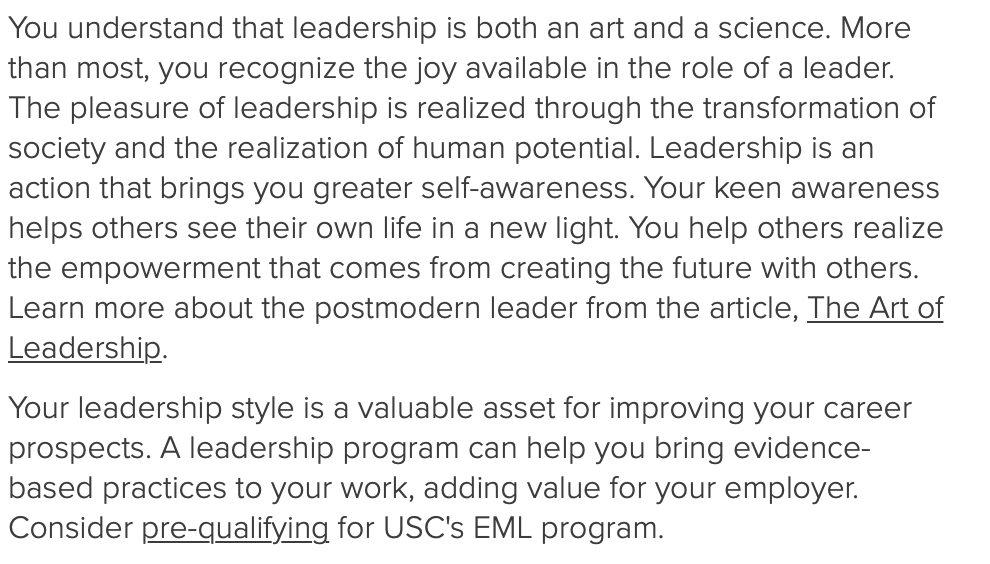 You understand that leadership is both an art and a science. More
than most, you recognize the joy available in the role of a leader.
The pleasure of leadership is realized through the transformation of
society and the realization of human potential. Leadership is an
action that brings you greater self-awareness. Your keen awareness
helps others see their own life in a new light. You help others realize
the empowerment that comes from creating the future with others.
Learn more about the postmodern leader from the article, The Art of
Leadership.
Your leadership style is a valuable asset for improving your career
prospects. A leadership program can help you bring evidence-
based practices to your work, adding value for your employer.
Consider pre-qualifying for USC's EML program.